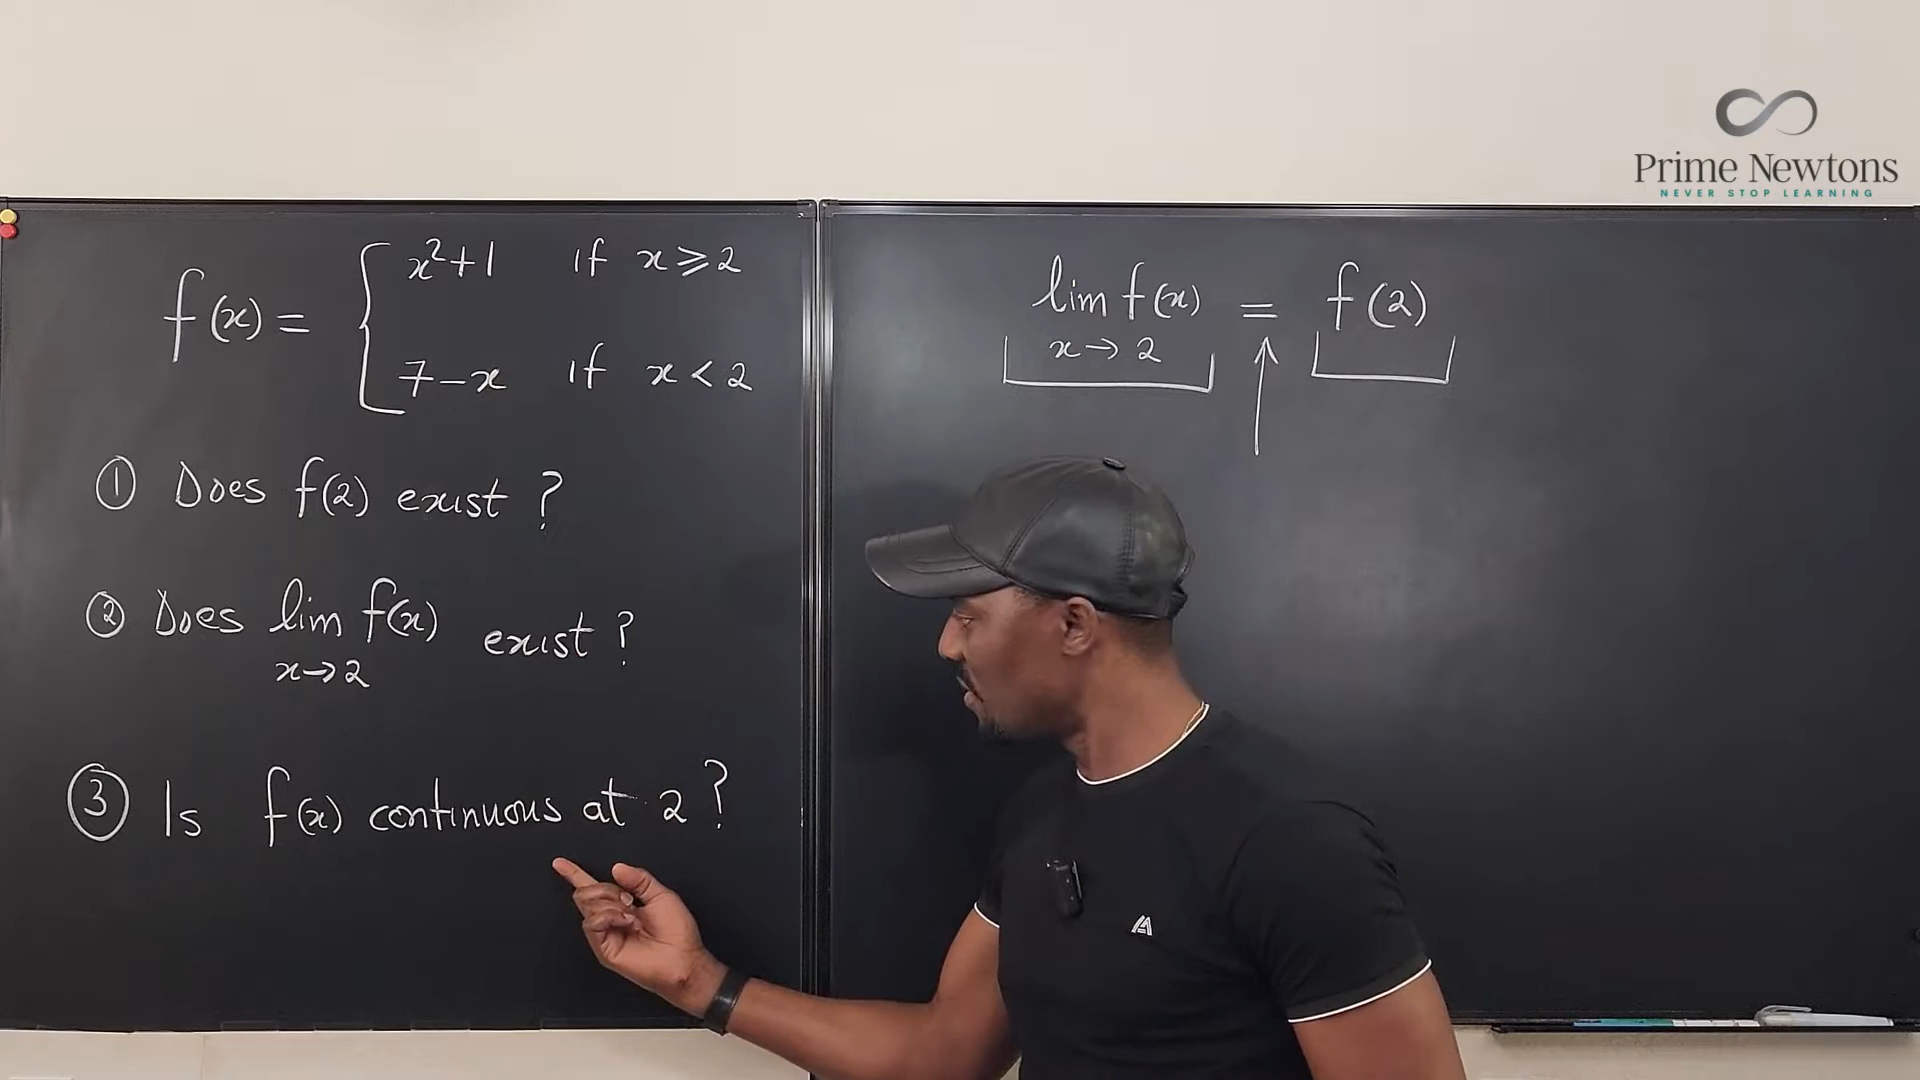 Prime Newtons
NEVER STOP LEARNING
f(x) = { x²+1 if x ⩾ 2
7-x if x < 2
① Does f(2) exist ?
② Does lim f(x) exist ?
x→2
③ Is f(x) continuous at 2 ?
lim f(x) = f(2)
x→2